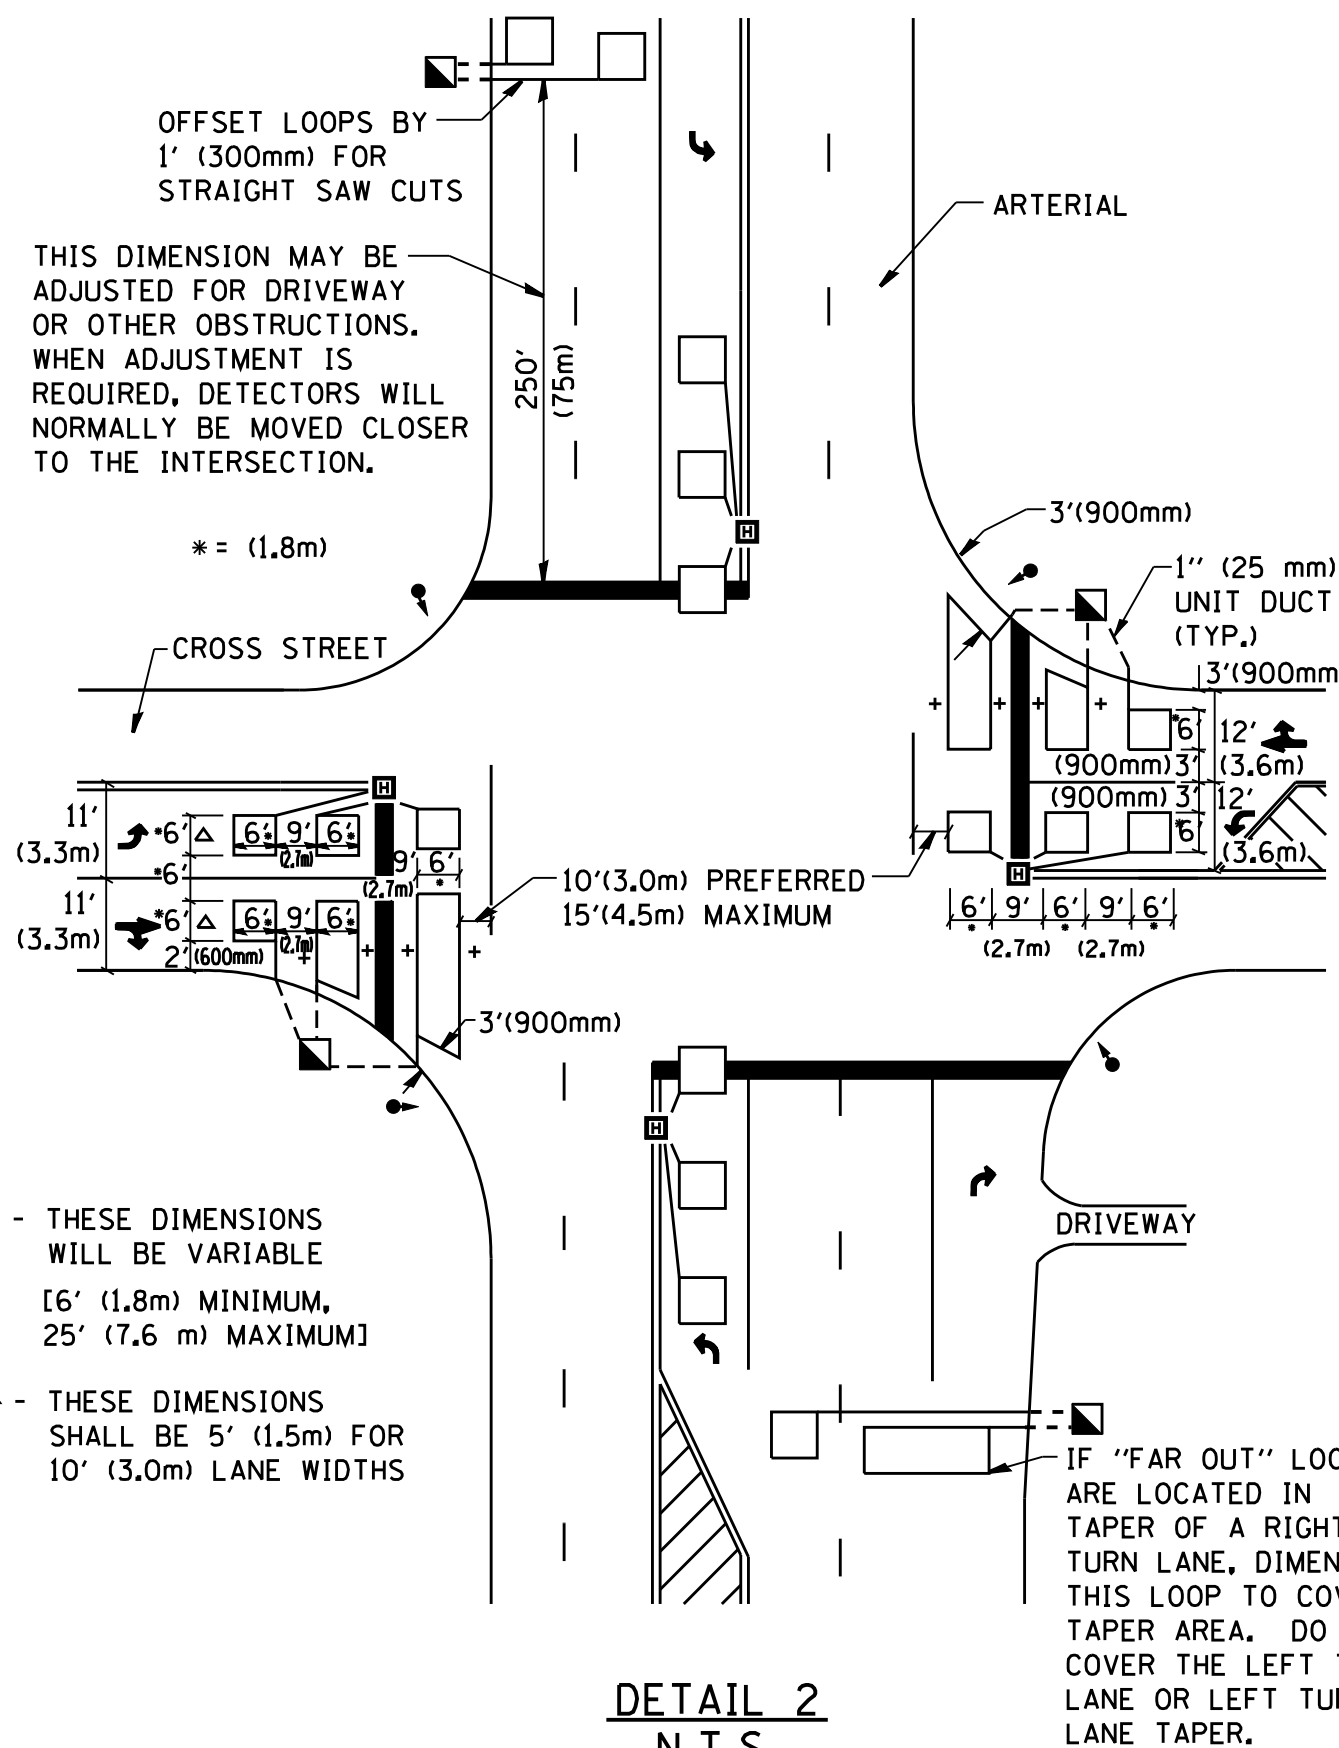 OFFSET LOOPS BY
1' (300mm) FOR
STRAIGHT SAW CUTS
ARTERIAL
THIS DIMENSION MAY BE
ADJUSTED FOR DRIVEWAY
OR OTHER OBSTRUCTIONS.
WHEN ADJUSTMENT IS
REQUIRED, DETECTORS WILL
NORMALLY BE MOVED CLOSER
TO THE INTERSECTION.
250'
(75m)
* = (1.8m)
H
3'(900mm)
1" (25 mm)
UNIT DUCT
(TYP.)
CROSS STREET
3'(900mm
*6'
12'
(3.6m)
(900mm) 3'
(900mm) 3'
12'
*6'
(3.6m)
H
6' 9' 6' 9' 6'
* * *
(2.7m) (2.7m)
H
11'
(3.3m)
*6' △ 6'* 9' 6'*
(2.7m)
9' 6'
(2.7m) *
*6'
11'
(3.3m)
*6' △ 6'* 9' 6'*
(2.7m)
2' (600mm)
+ + + +
+ + + +
10'(3.0m) PREFERRED
15'(4.5m) MAXIMUM
3'(900mm)
H
DRIVEWAY
- THESE DIMENSIONS
WILL BE VARIABLE
[6' (1.8m) MINIMUM,
25' (7.6 m) MAXIMUM]
- THESE DIMENSIONS
SHALL BE 5' (1.5m) FOR
10' (3.0m) LANE WIDTHS
IF "FAR OUT" LOO
ARE LOCATED IN
TAPER OF A RIGHT
TURN LANE, DIMEN
THIS LOOP TO COV
TAPER AREA. DO
COVER THE LEFT T
LANE OR LEFT TUR
LANE TAPER.
DETAIL 2
N.T.S.